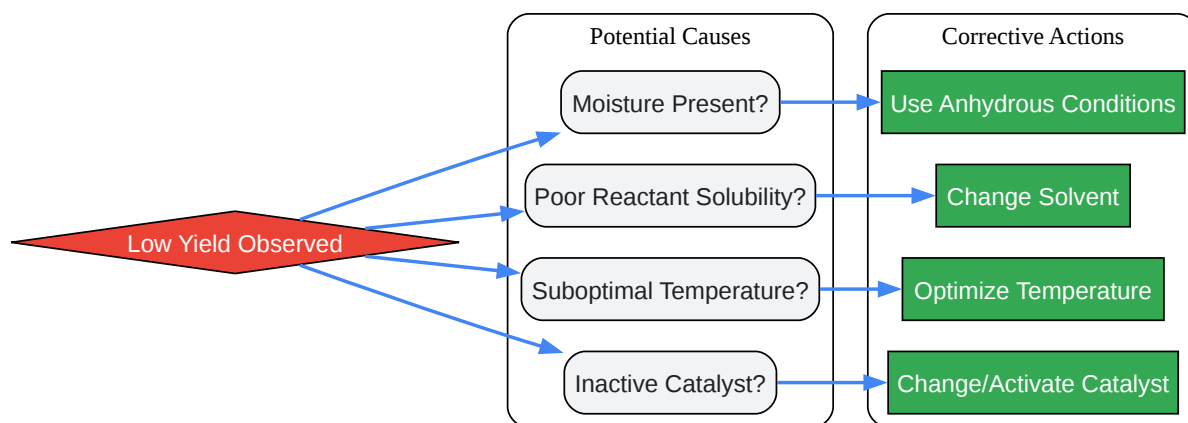 Potential Causes
Corrective Actions
Moisture Present?
Use Anhydrous Conditions
Poor Reactant Solubility?
Change Solvent
Low Yield Observed
Suboptimal Temperature?
Optimize Temperature
Inactive Catalyst?
Change/Activate Catalyst